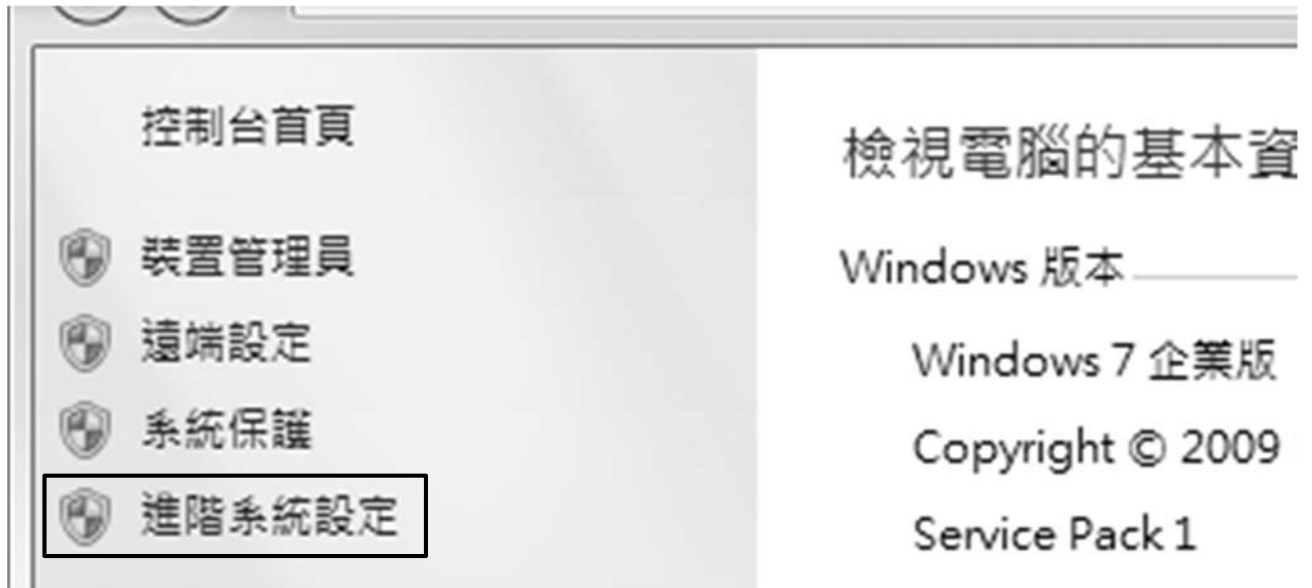 控制台首頁
裝置管理員
遠端設定
系統保護
進階系統設定
檢視電腦的基本資
Windows 版本
Windows 7 企業版
Copyright © 2009
Service Pack 1